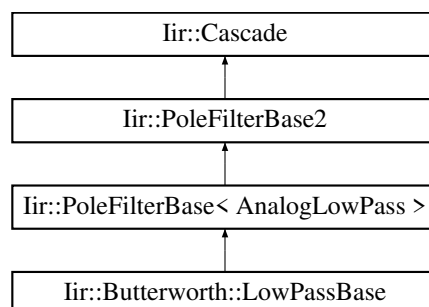 Iir::Cascade
Iir::PoleFilterBase2
Iir::PoleFilterBase< AnalogLowPass >
Iir::Butterworth::LowPassBase